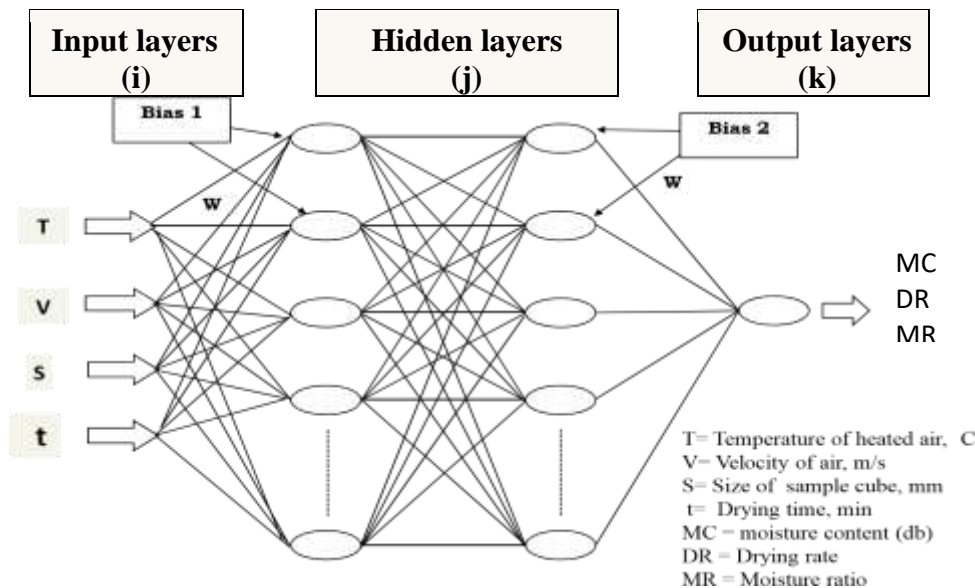 Input layers
(i)
Hidden layers
(j)
Output layers
(k)
Bias 1
Bias 2
W
W
T
V
s
t
MC
DR
MR
T= Temperature of heated air, C
V= Velocity of air, m/s
S= Size of sample cube, mm
t= Drying time, min
MC = moisture content (db)
DR = Drying rate
MR = Moisture ratio